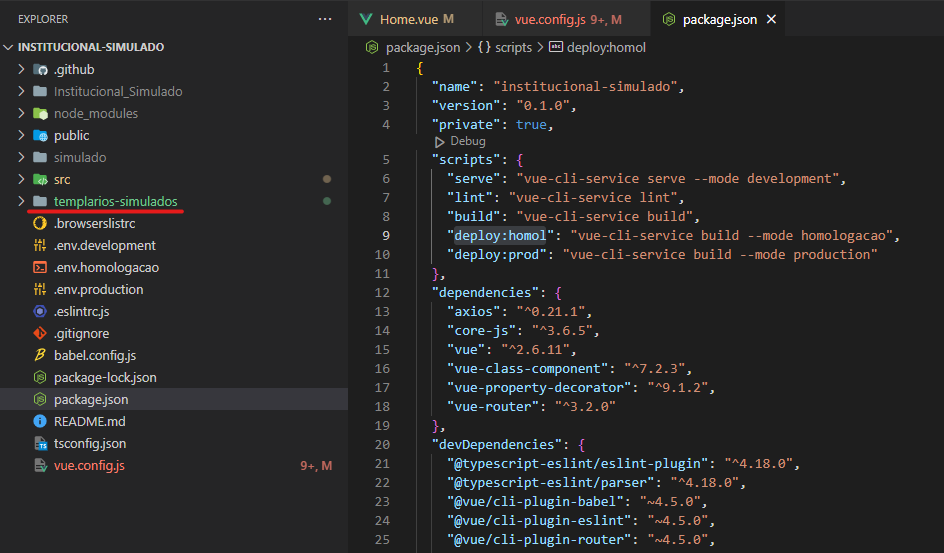 EXPLORER ...
INSTITUCIONAL-SIMULADO
.github
Institucional_Simulado
node_modules
public
simulado
src
templarios-simulados
.browserslistrc
.env.development
.env.homologacao
.env.production
.eslintrc.js
.gitignore
babel.config.js
package-lock.json
package.json
README.md
tsconfig.json
vue.config.js 9+, M
Home.vue M
vue.config.js 9+, M
package.json
package.json > {} scripts > abc deploy:homol
1 {
2 "name": "institucional-simulado",
3 "version": "0.1.0",
4 "private": true,
Debug
5 "scripts": {
6 "serve": "vue-cli-service serve --mode development",
7 "lint": "vue-cli-service lint",
8 "build": "vue-cli-service build",
9 "deploy:homol": "vue-cli-service build --mode homologacao",
10 "deploy:prod": "vue-cli-service build --mode production"
11 },
12 "dependencies": {
13 "axios": "^0.21.1",
14 "core-js": "^3.6.5",
15 "vue": "^2.6.11",
16 "vue-class-component": "^7.2.3",
17 "vue-property-decorator": "^9.1.2",
18 "vue-router": "^3.2.0"
19 },
20 "devDependencies": {
21 "@typescript-eslint/eslint-plugin": "^4.18.0",
22 "@typescript-eslint/parser": "^4.18.0",
23 "@vue/cli-plugin-babel": "~4.5.0",
24 "@vue/cli-plugin-eslint": "~4.5.0",
25 "@vue/cli-plugin-router": "~4.5.0",